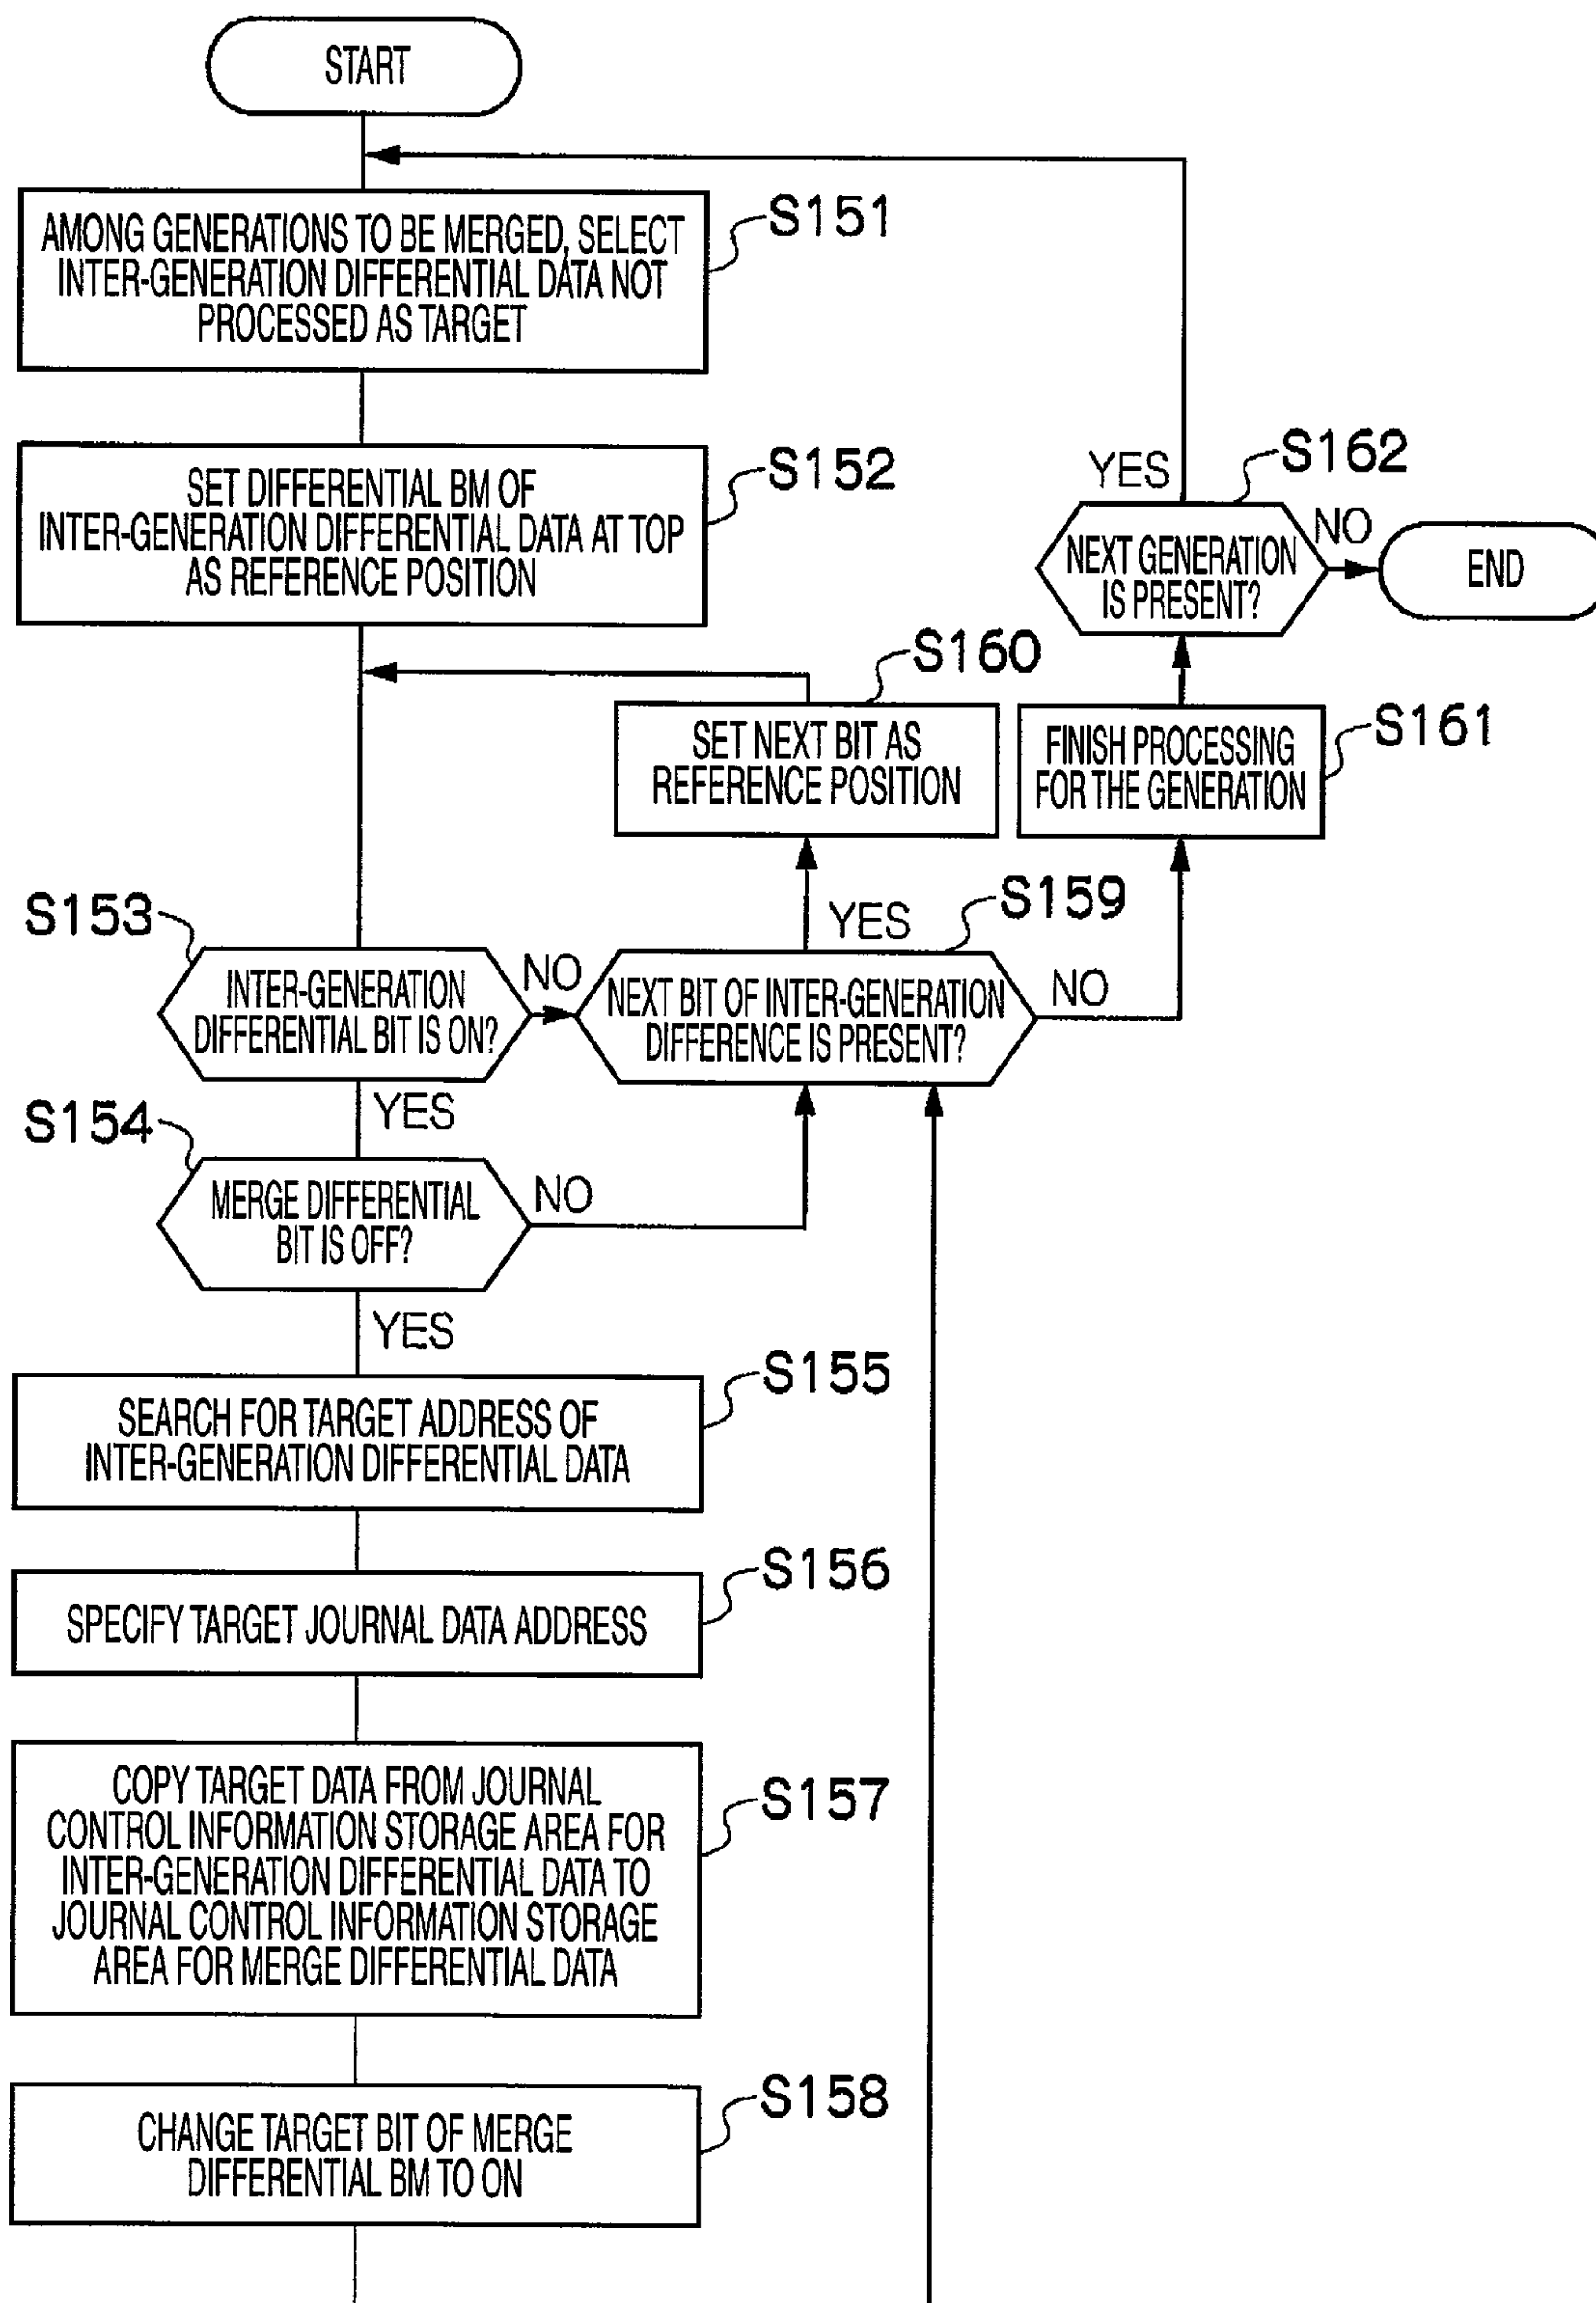 START
AMONG GENERATIONS TO BE MERGED, SELECT
INTER-GENERATION DIFFERENTIAL DATA NOT
PROCESSED AS TARGET
S151
SET DIFFERENTIAL BM OF
INTER-GENERATION DIFFERENTIAL DATA AT TOP
AS REFERENCE POSITION
S152
S153
INTER-GENERATION
DIFFERENTIAL BIT IS ON?
NO
YES
S154
MERGE DIFFERENTIAL
BIT IS OFF?
NO
YES
SEARCH FOR TARGET ADDRESS OF
INTER-GENERATION DIFFERENTIAL DATA
S155
SPECIFY TARGET JOURNAL DATA ADDRESS
S156
COPY TARGET DATA FROM JOURNAL
CONTROL INFORMATION STORAGE AREA FOR
INTER-GENERATION DIFFERENTIAL DATA TO
JOURNAL CONTROL INFORMATION STORAGE
AREA FOR MERGE DIFFERENTIAL DATA
S157
CHANGE TARGET BIT OF MERGE
DIFFERENTIAL BM TO ON
S158
S159
NEXT BIT OF INTER-GENERATION
DIFFERENCE IS PRESENT?
YES
NO
S160
SET NEXT BIT AS
REFERENCE POSITION
S161
FINISH PROCESSING
FOR THE GENERATION
S162
NEXT GENERATION
IS PRESENT?
YES
NO
END